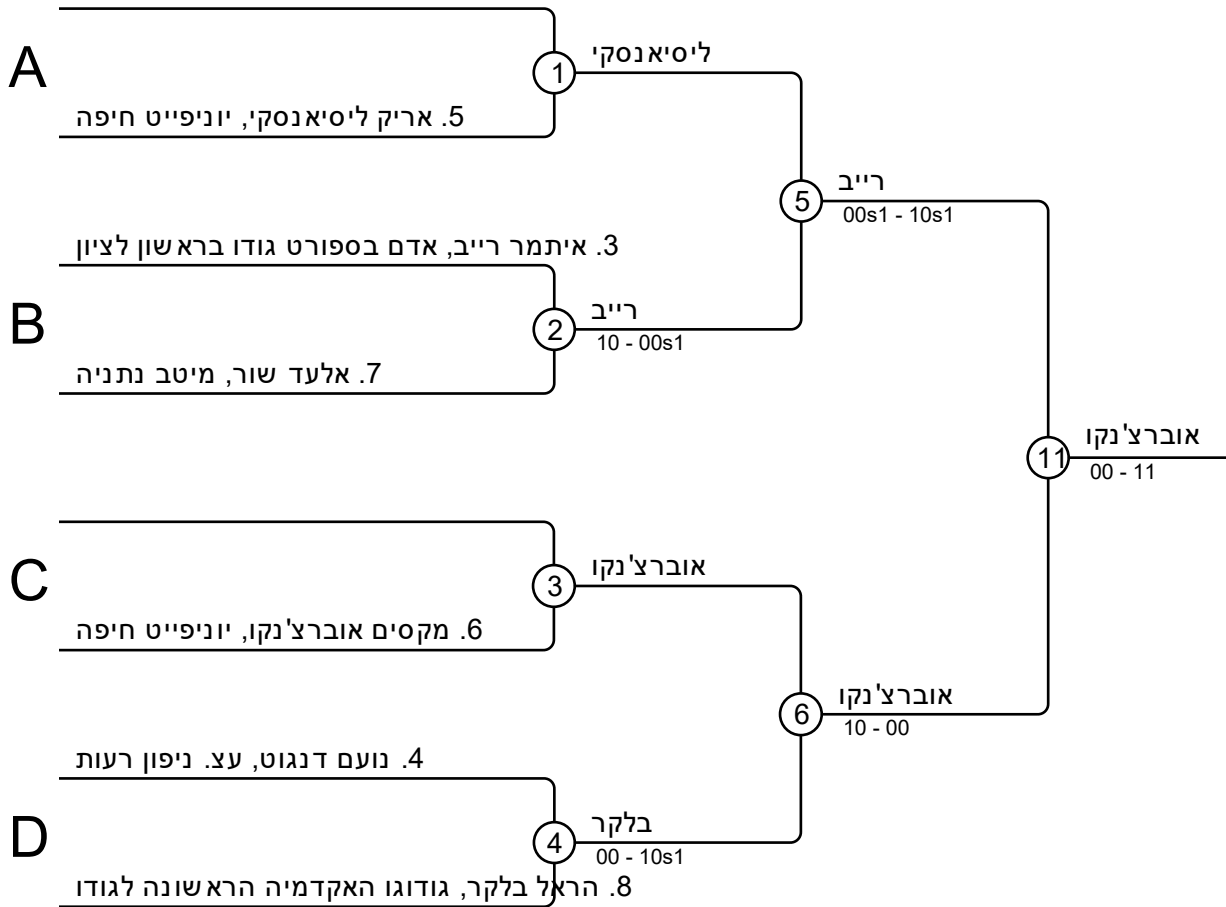 A
1
ליסיאנסקי
5. אריק ליסיאנסקי, יוניפייט חיפה
5
רייב
00s1 - 10s1
3. איתמר רייב, אדם בספורט גודו בראשון לציון
B
2
רייב
10 - 00s1
7. אלעד שור, מיטב נתניה
11
אוברצ'נקו
00 - 11
C
3
אוברצ'נקו
6. מקסים אוברצ'נקו, יוניפייט חיפה
6
אוברצ'נקו
10 - 00
4. נועם דנגוט, עצ. ניפון רעות
D
4
בלקר
00 - 10s1
8. הראל בלקר, גודוגו האקדמיה הראשונה לגודו